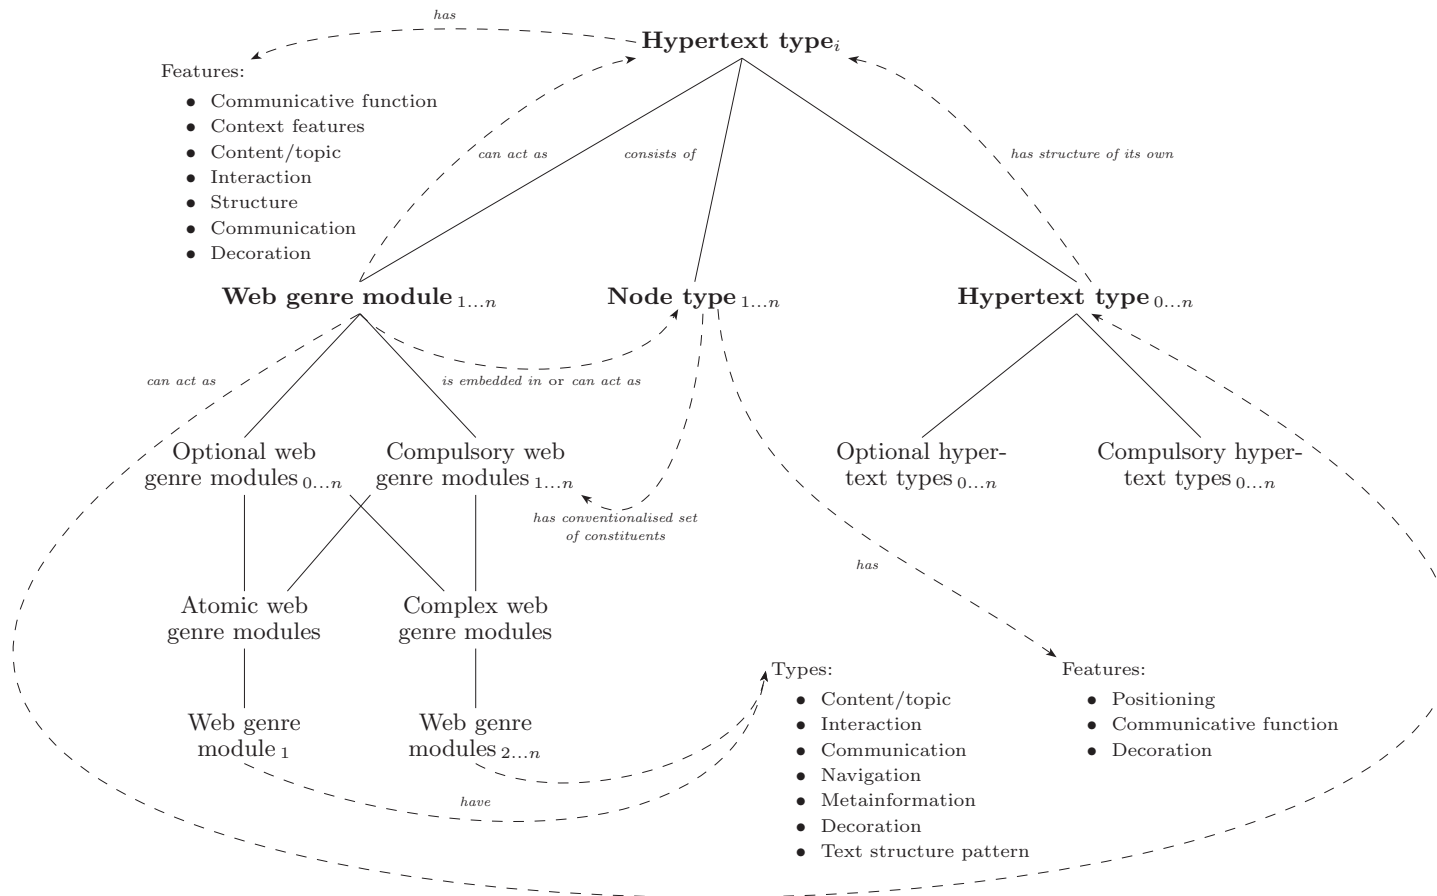 has
Hypertext type i
Features:
• Communicative function
• Context features
• Content/topic
• Interaction
• Structure
• Communication
• Decoration
can act as
consists of
has structure of its own
Web genre module 1...n
Node type 1...n
Hypertext type 0...n
can act as
is embedded in or can act as
Optional web
genre modules 0...n
Compulsory web
genre modules 1...n
Optional hyper-
text types 0...n
Compulsory hyper-
text types 0...n
has conventionalised set
of constituents
has
Atomic web
genre modules
Complex web
genre modules
Web genre
module 1
Web genre
modules 2...n
have
Types:
• Content/topic
• Interaction
• Communication
• Navigation
• Metainformation
• Decoration
• Text structure pattern
Features:
• Positioning
• Communicative function
• Decoration